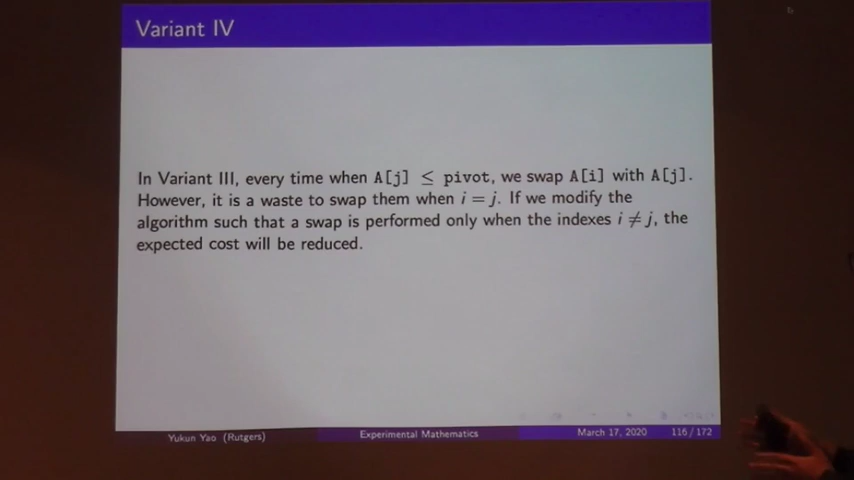 Variant IV
In Variant III, every time when A[j] ≤ pivot, we swap A[i] with A[j].
However, it is a waste to swap them when i = j. If we modify the
algorithm such that a swap is performed only when the indexes i ≠ j, the
expected cost will be reduced.
Yukun Yao (Rutgers) Experimental Mathematics March 17, 2020 116 / 172